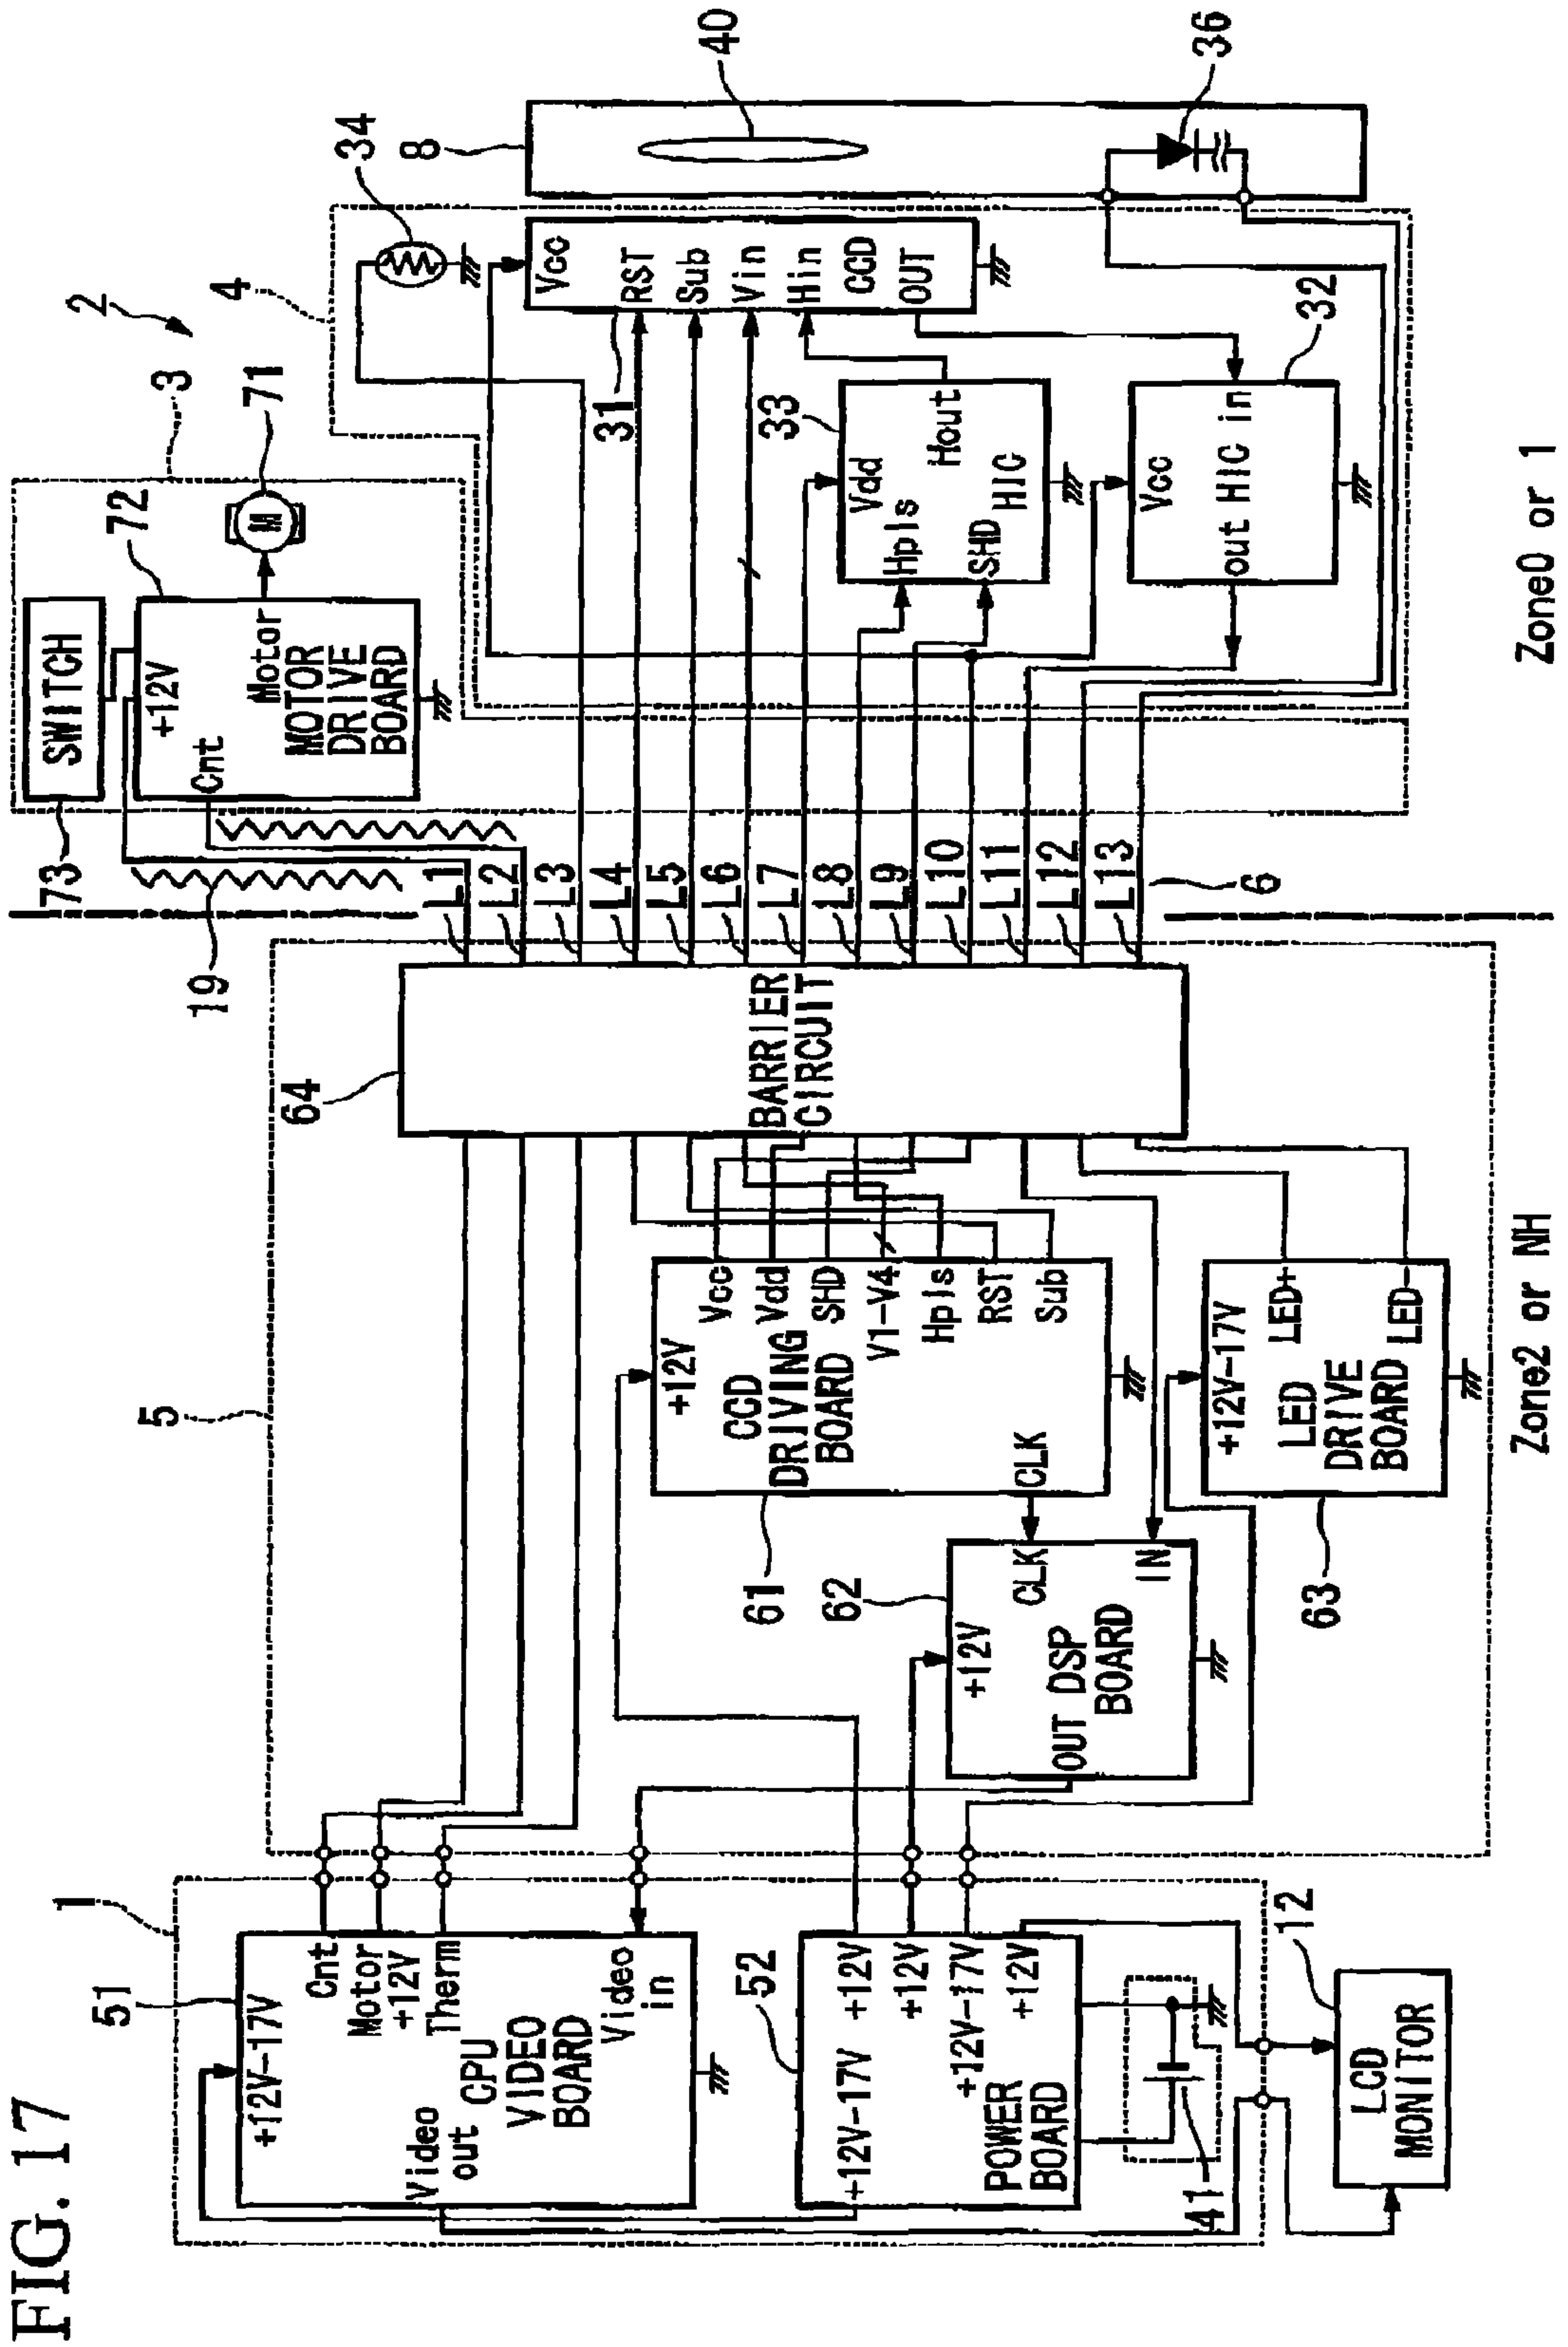 FIG. 17
1
51
+12V-17V
Cnt
Motor
+12V
Therm
CPU
VIDEO
BOARD
Video
out
Video
in
52
+12V-17V
+12V
+12V
+12V-17V
+12V
POWER
BOARD
41
12
LCD
MONITOR
5
61
+12V
CCD
DRIVING
BOARD
Vcc
Vdd
SHD
V1-V4
Hpls
RST
Sub
CLK
62
+12V
CLK
IN
OUT
DSP
BOARD
63
+12V-17V
LED+
LED-
LED
DRIVE
BOARD
64
BARRIER
CIRCUIT
Zone2 or NH
19
L1
L2
L3
L4
L5
L6
L7
L8
L9
L10
L11
L12
L13
6
2
3
73
SWITCH
72
+12V
Cnt
Motor
MOTOR
DRIVE
BOARD
71
M
4
34
31
Vcc
RST
Sub
Vin
Hin
CCD
OUT
33
Vdd
Hpls
Hout
SHD
HIC
32
Vcc
out HIC in
8
40
36
Zone0 or 1